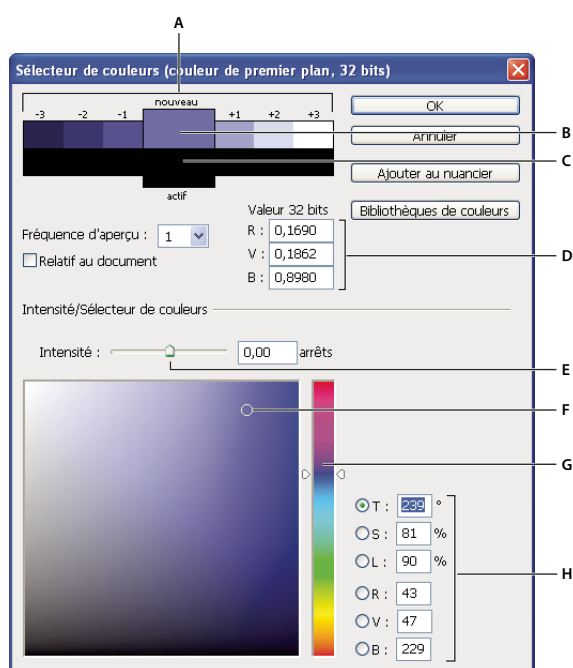 A
Sélecteur de couleurs (couleur de premier plan, 32 bits)
nouveau
-3 -2 -1 +1 +2 +3
OK
B
Annuler
C
Ajouter au nuancier
actif
Valeur 32 bits
Bibliothèques de couleurs
Fréquence d'aperçu : 1
R : 0,1690
Relatif au document
V : 0,1862
D
B : 0,8980
Intensité/Sélecteur de couleurs
Intensité : 0,00 arrêts
E
F
G
T : 239 °
S : 81 %
L : 90 %
H
R : 43
V : 47
B : 229